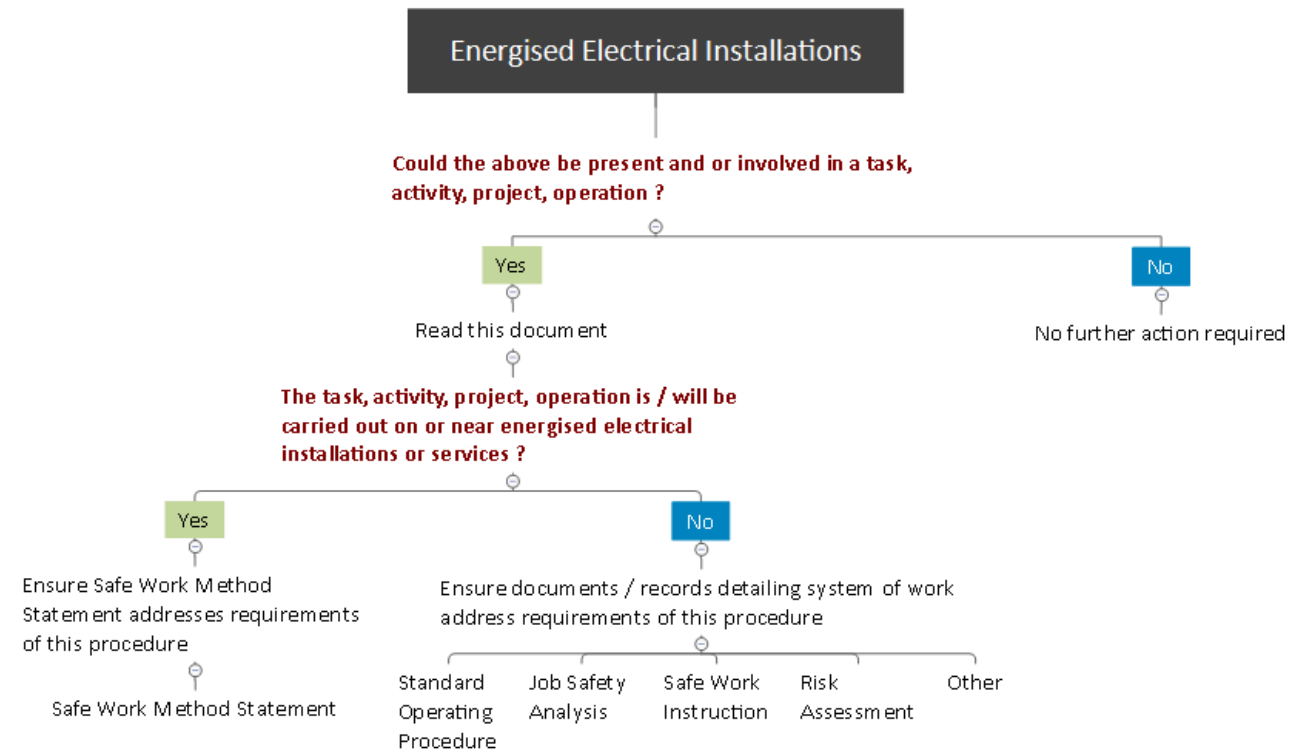 Energised Electrical Installations
Could the above be present and or involved in a task,
activity, project, operation ?
Yes
No
Read this document
No further action required
The task, activity, project, operation is / will be
carried out on or near energised electrical
installations or services ?
Yes
No
Ensure Safe Work Method
Statement addresses requirements
of this procedure
Ensure documents / records detailing system of work
address requirements of this procedure
Safe Work Method Statement
Standard
Operating
Procedure
Job Safety
Analysis
Safe Work
Instruction
Risk
Assessment
Other